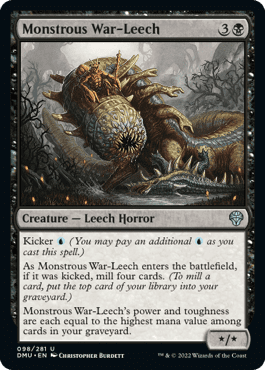 Monstrous War-Leech 3
Creature — Leech Horror
Kicker (You may pay an additional as you
cast this spell.)
As Monstrous War-Leech enters the battlefield,
if it was kicked, mill four cards. (To mill a
card, put the top card of your library into your
graveyard.)
Monstrous War-Leech's power and toughness
are each equal to the highest mana value among
cards in your graveyard.
*/*
098/281 U
DMU • EN Christopher Burdett
™ & © 2022 Wizards of the Coast